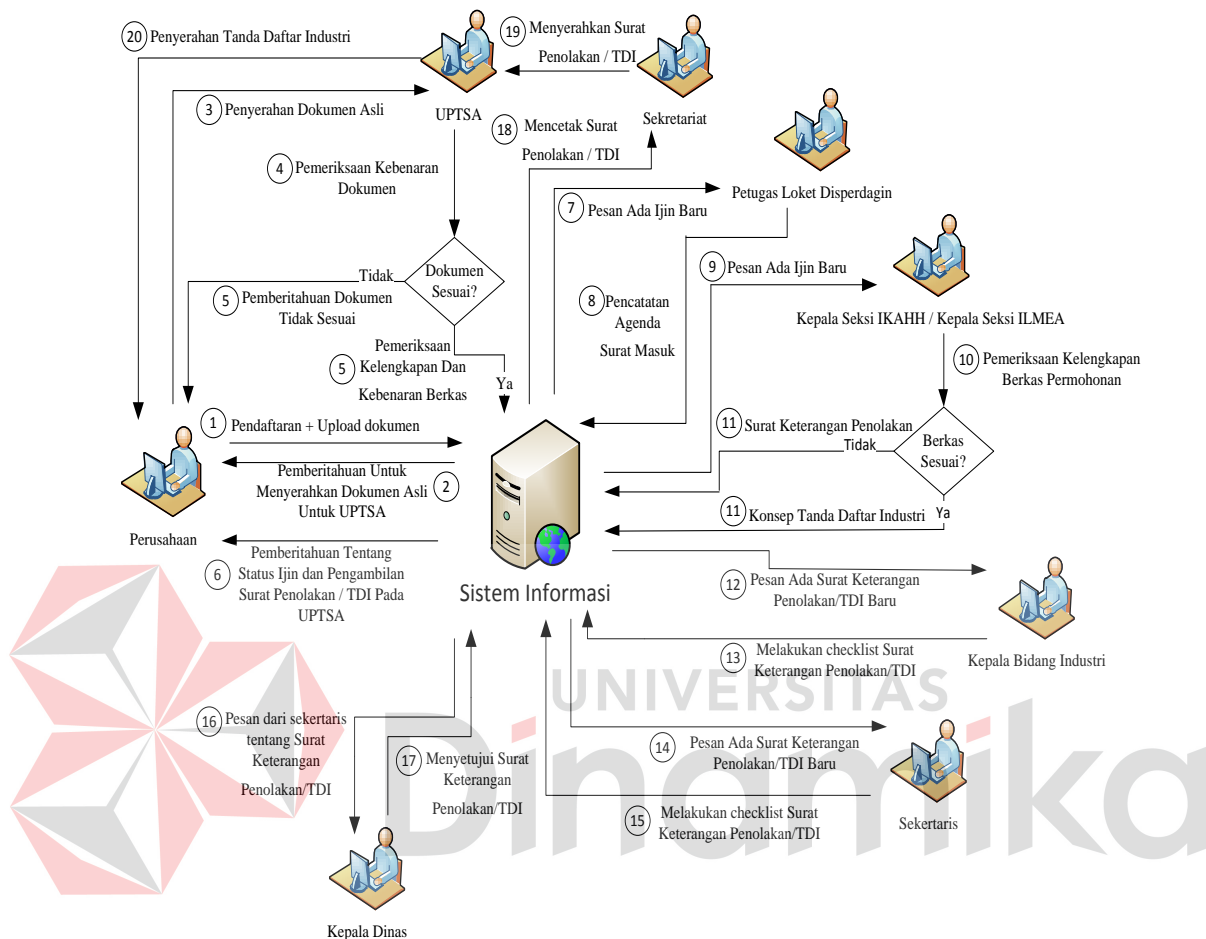 20 Penyerahan Tanda Daftar Industri
19 Menyerahkan Surat
Penolakan / TDI
3 Penyerahan Dokumen Asli
UPTSA
Sekretariat
18 Mencetak Surat
Penolakan / TDI
4 Pemeriksaan Kebenaran
Dokumen
Petugas Loket Disperdagin
7 Pesan Ada Ijin Baru
Dokumen
Sesuai?
Tidak
5 Pemberitahuan Dokumen
Tidak Sesuai
9 Pesan Ada Ijin Baru
8 Pencatatan
Agenda
Surat Masuk
Kepala Seksi IKAHH / Kepala Seksi ILMEA
Pemeriksaan
5 Kelengkapan Dan
Kebenaran Berkas
Ya
10 Pemeriksaan Kelengkapan
Berkas Permohonan
1 Pendaftaran + Upload dokumen
11 Surat Keterangan Penolakan
Tidak
Berkas
Sesuai?
Pemberitahuan Untuk
Menyerahkan Dokumen Asli
Untuk UPTSA
2
11 Konsep Tanda Daftar Industri
Ya
Perusahaan
6 Pemberitahuan Tentang
Status Ijin dan Pengambilan
Surat Penolakan / TDI Pada
UPTSA
Sistem Informasi
12 Pesan Ada Surat Keterangan
Penolakan/TDI Baru
13 Melakukan checklist Surat
Keterangan Penolakan/TDI
Kepala Bidang Industri
UNIVERSITAS
Dinamika
16 Pesan dari sekertaris
tentang Surat
Keterangan
Penolakan/TDI
17 Menyetujui Surat
Keterangan
Penolakan/TDI
14 Pesan Ada Surat Keterangan
Penolakan/TDI Baru
15 Melakukan checklist Surat
Keterangan Penolakan/TDI
Sekertaris
Kepala Dinas